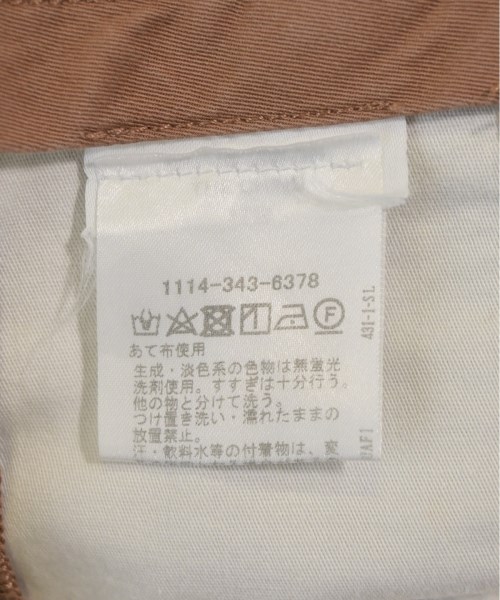 1114-343-6378
F
あて布使用
生成・淡色系の色物は無蛍光
洗剤使用。すすぎは十分行う。
他の物と分けて洗う。
つけ置き洗い・濡れたままの
放置禁止。
汗・飲料水等の付着物は、変
431-1-SL